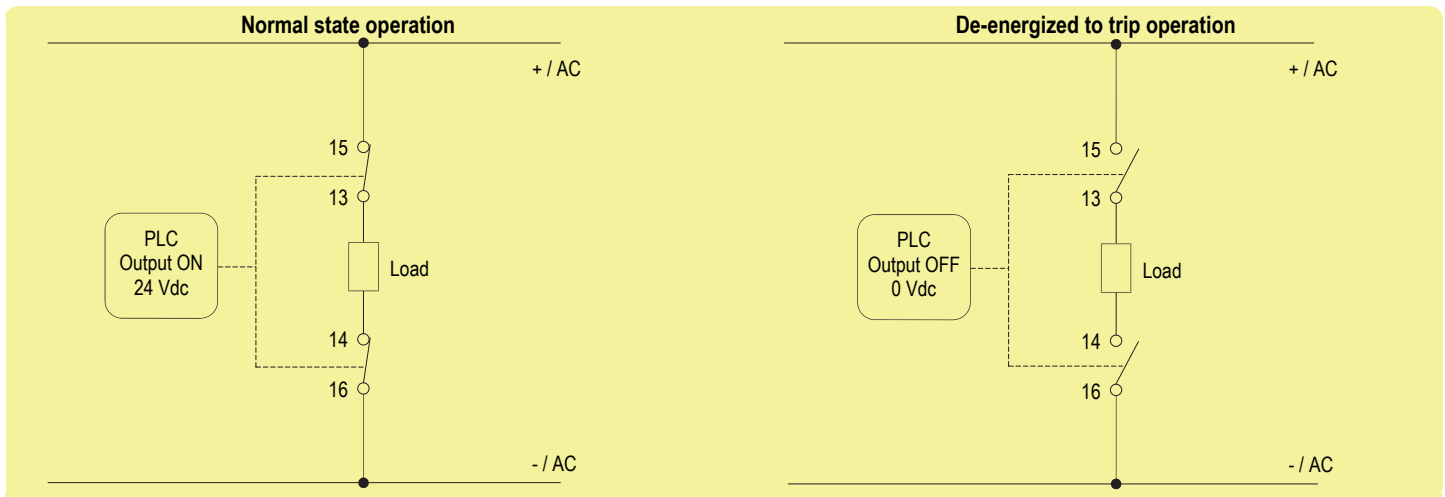 Normal state operation
+ / AC
15
13
PLC
Output ON
24 Vdc
Load
14
16
- / AC
De-energized to trip operation
+ / AC
15
13
PLC
Output OFF
0 Vdc
Load
14
16
- / AC